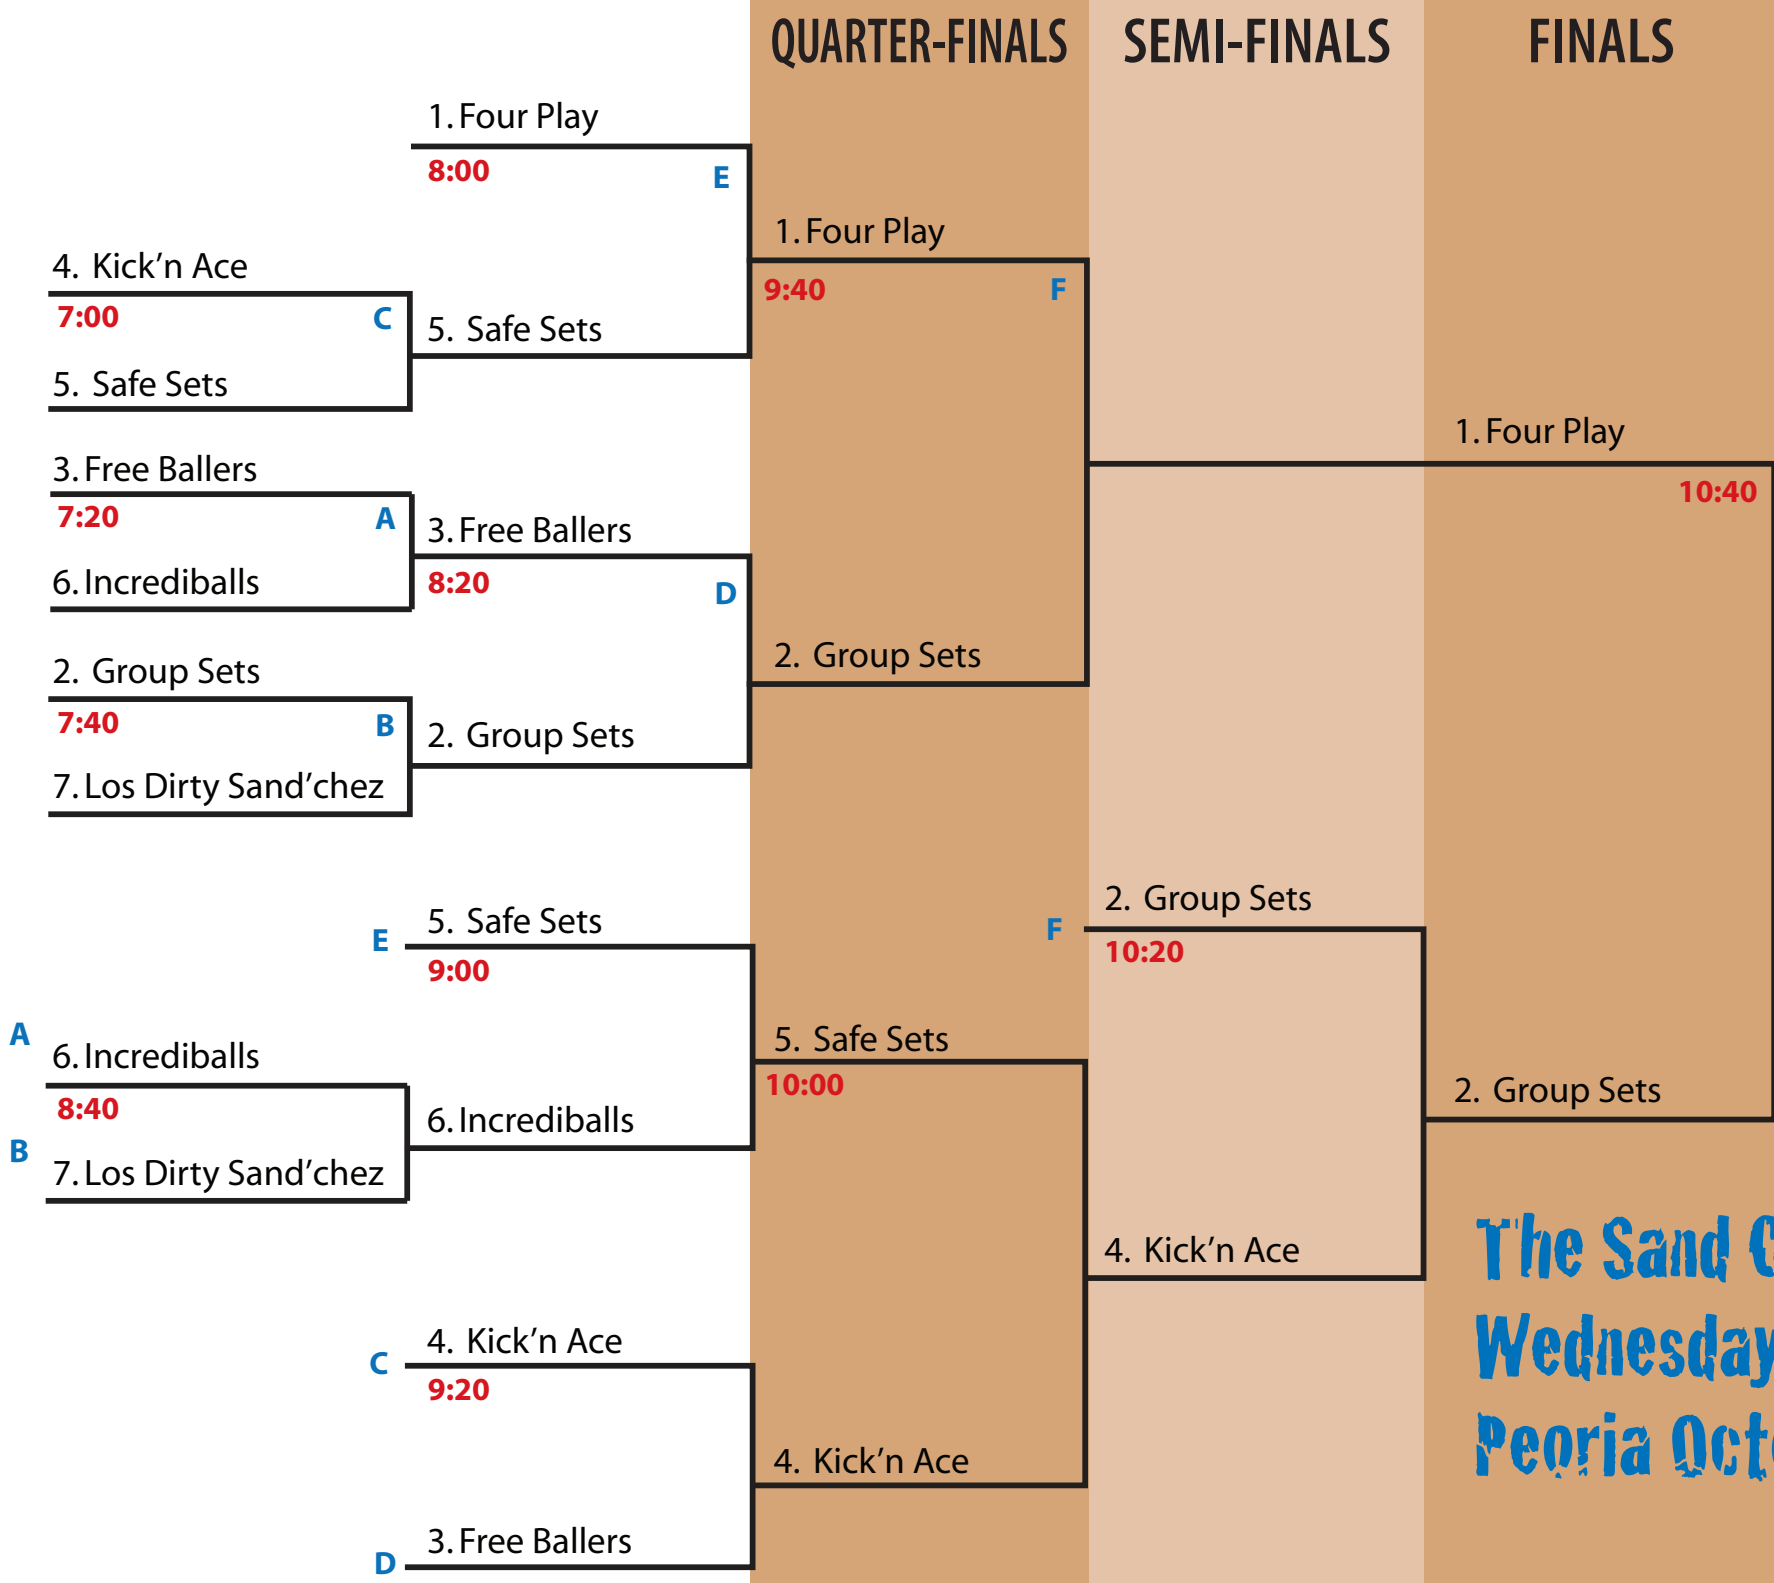 QUARTER-FINALS
SEMI-FINALS
FINALS
1. Four Play
8:00
E
4. Kick'n Ace
7:00
C
5. Safe Sets
5. Safe Sets
1. Four Play
9:40
F
3. Free Ballers
7:20
A
6. Incrediballs
3. Free Ballers
8:20
D
2. Group Sets
7:40
B
7. Los Dirty Sand'chez
2. Group Sets
2. Group Sets
1. Four Play
10:40
E
5. Safe Sets
9:00
A
6. Incrediballs
8:40
B
7. Los Dirty Sand'chez
6. Incrediballs
5. Safe Sets
10:00
F
2. Group Sets
10:20
2. Group Sets
C
4. Kick'n Ace
9:20
D
3. Free Ballers
4. Kick'n Ace
4. Kick'n Ace
The Sand
Wednesday
Peoria